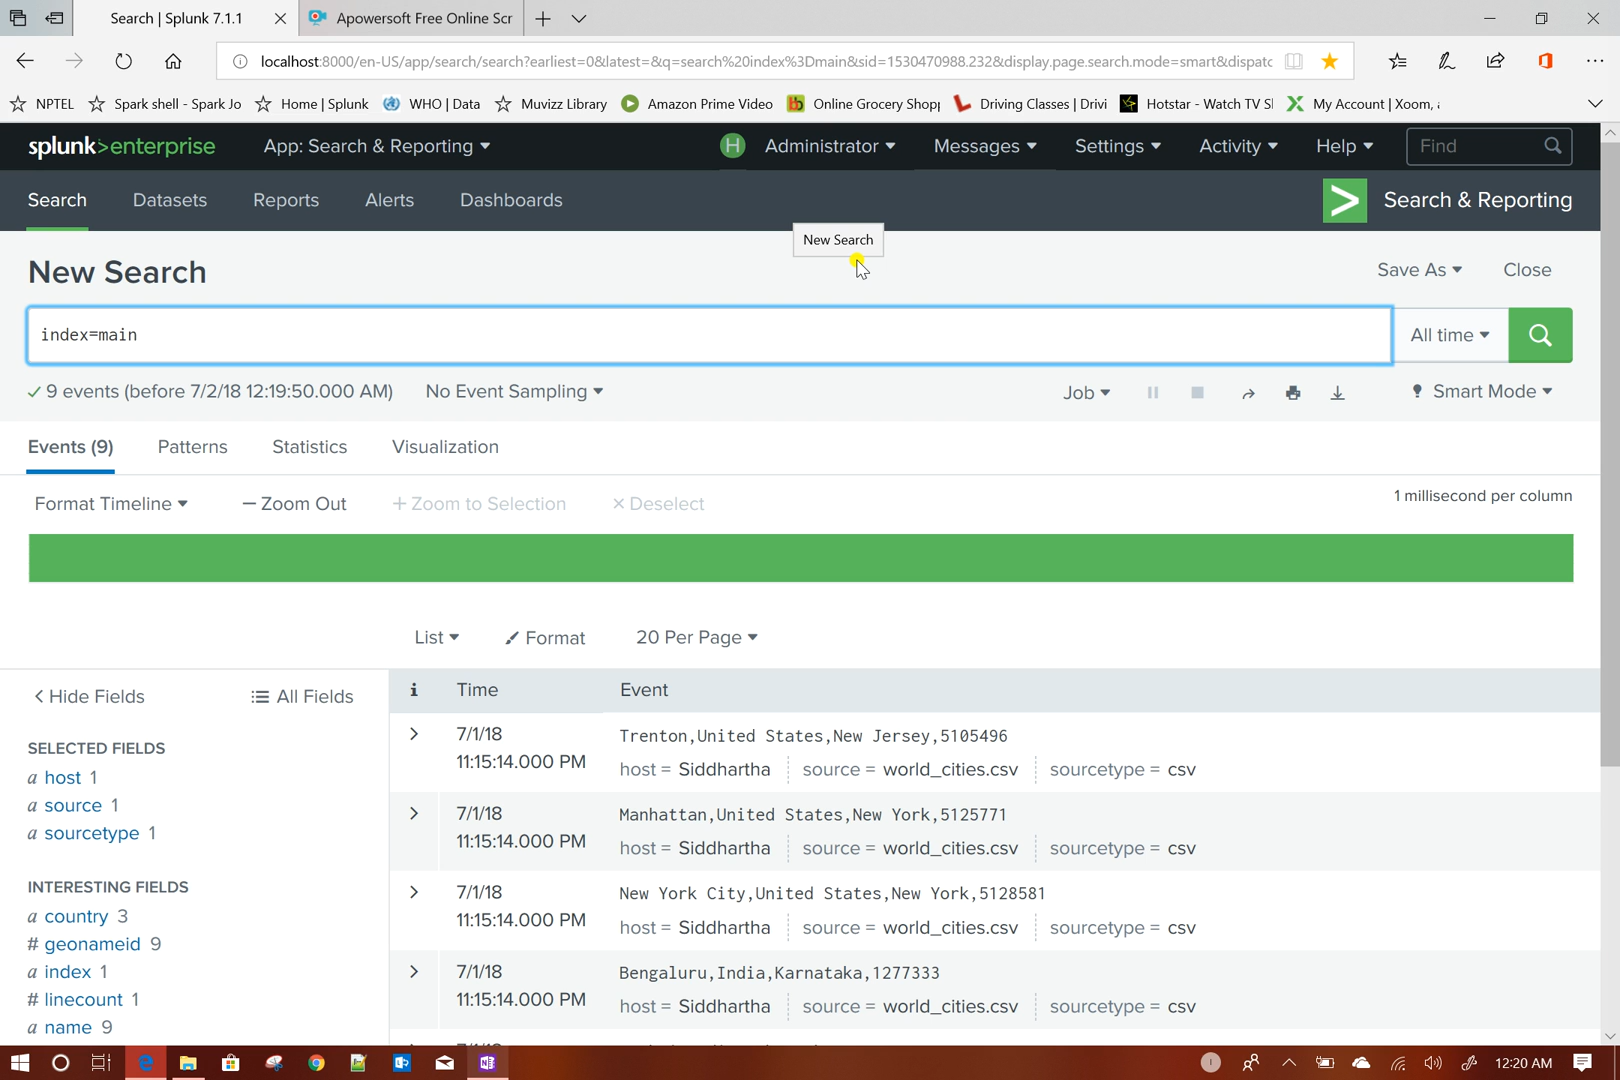 Search | Splunk 7.1.1
Apowersoft Free Online Scr
localhost:8000/en-US/app/search/search?earliest=0&latest=&q=search%20index%3Dmain&sid=1530470988.232&display.page.search.mode=smart&dispatc
NPTEL
Spark shell - Spark Jo
Home | Splunk
WHO | Data
Muvizz Library
Amazon Prime Video
Online Grocery Shop
Driving Classes | Drivi
Hotstar - Watch TV S
My Account | Xoom,
splunk>enterprise
App: Search & Reporting
H
Administrator
Messages
Settings
Activity
Help
Find
Search
Datasets
Reports
Alerts
Dashboards
Search & Reporting
New Search
New Search
Save As
Close
index=main
All time
9 events (before 7/2/18 12:19:50.000 AM)
No Event Sampling
Job
Smart Mode
Events (9)
Patterns
Statistics
Visualization
Format Timeline
— Zoom Out
+ Zoom to Selection
× Deselect
1 millisecond per column
List
Format
20 Per Page
< Hide Fields
All Fields
i
Time
Event
SELECTED FIELDS
a host 1
a source 1
a sourcetype 1
INTERESTING FIELDS
a country 3
# geonameid 9
a index 1
# linecount 1
a name 9
7/1/18
11:15:14.000 PM
Trenton,United States,New Jersey,5105496
host = Siddhartha
source = world_cities.csv
sourcetype = csv
7/1/18
11:15:14.000 PM
Manhattan,United States,New York,5125771
host = Siddhartha
source = world_cities.csv
sourcetype = csv
7/1/18
11:15:14.000 PM
New York City,United States,New York,5128581
host = Siddhartha
source = world_cities.csv
sourcetype = csv
7/1/18
11:15:14.000 PM
Bengaluru,India,Karnataka,1277333
host = Siddhartha
source = world_cities.csv
sourcetype = csv
12:20 AM